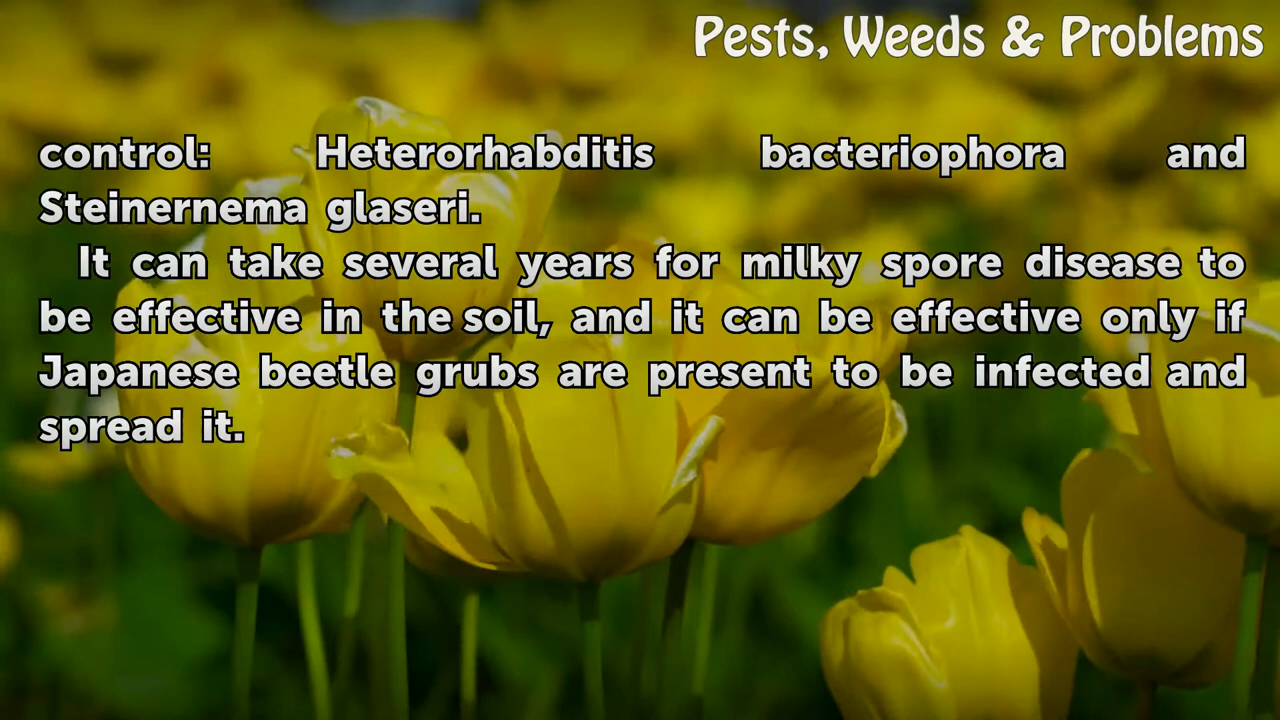 Pests, Weeds & Problems
control: Heterorhabditis bacteriophora and
Steinernema glaseri.
It can take several years for milky spore disease to
be effective in the soil, and it can be effective only if
Japanese beetle grubs are present to be infected and
spread it.